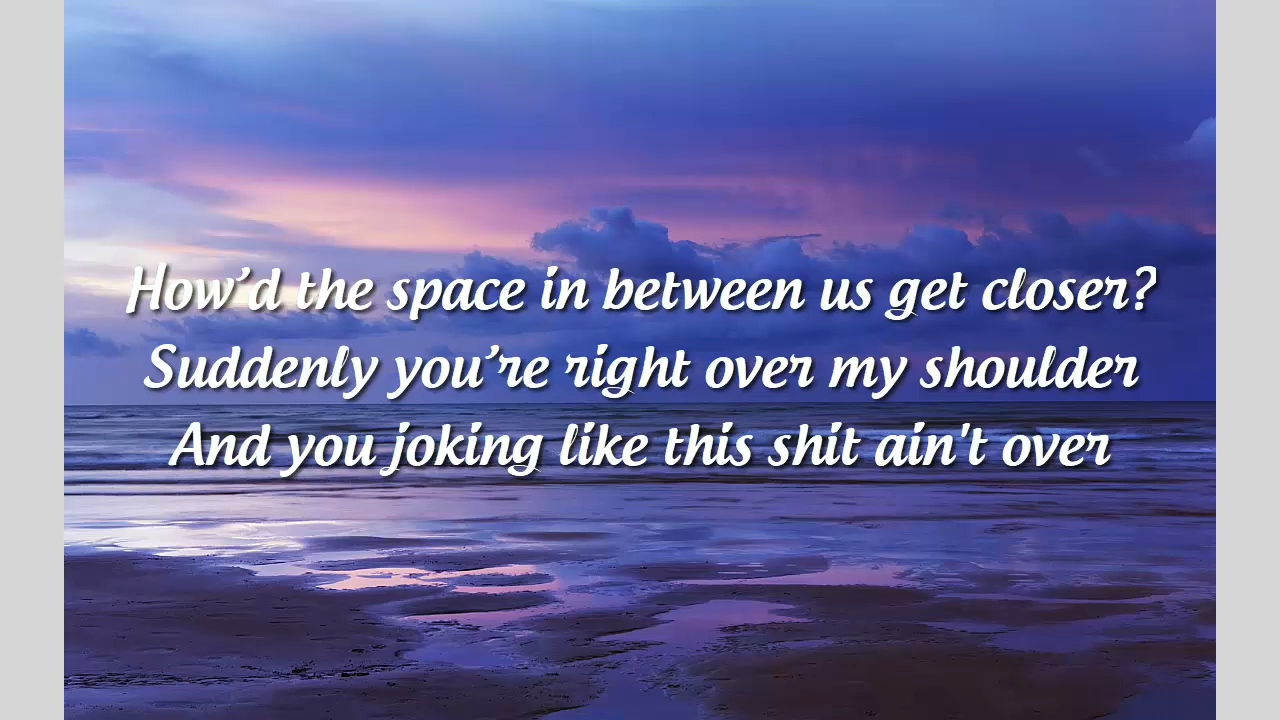 How’d the space in between us get closer?
Suddenly you’re right over my shoulder
And you joking like this shit ain't over